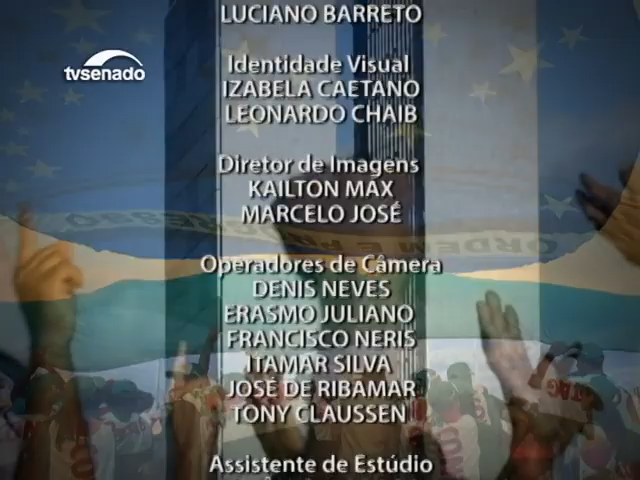 LUCIANO BARRETO
tvsenado
Identidade Visual
IZABELA CAETANO
LEONARDO CHAIB
Diretor de Imagens
KAILTON MAX
MARCELO JOSÉ
ORDEM E
Operadores de Câmera
DENIS NEVES
ERASMO JULIANO
FRANCISCO NERIS
ITAMAR SILVA
JOSÉ DE RIBAMAR
TONY CLAUSSEN
Assistente de Estúdio